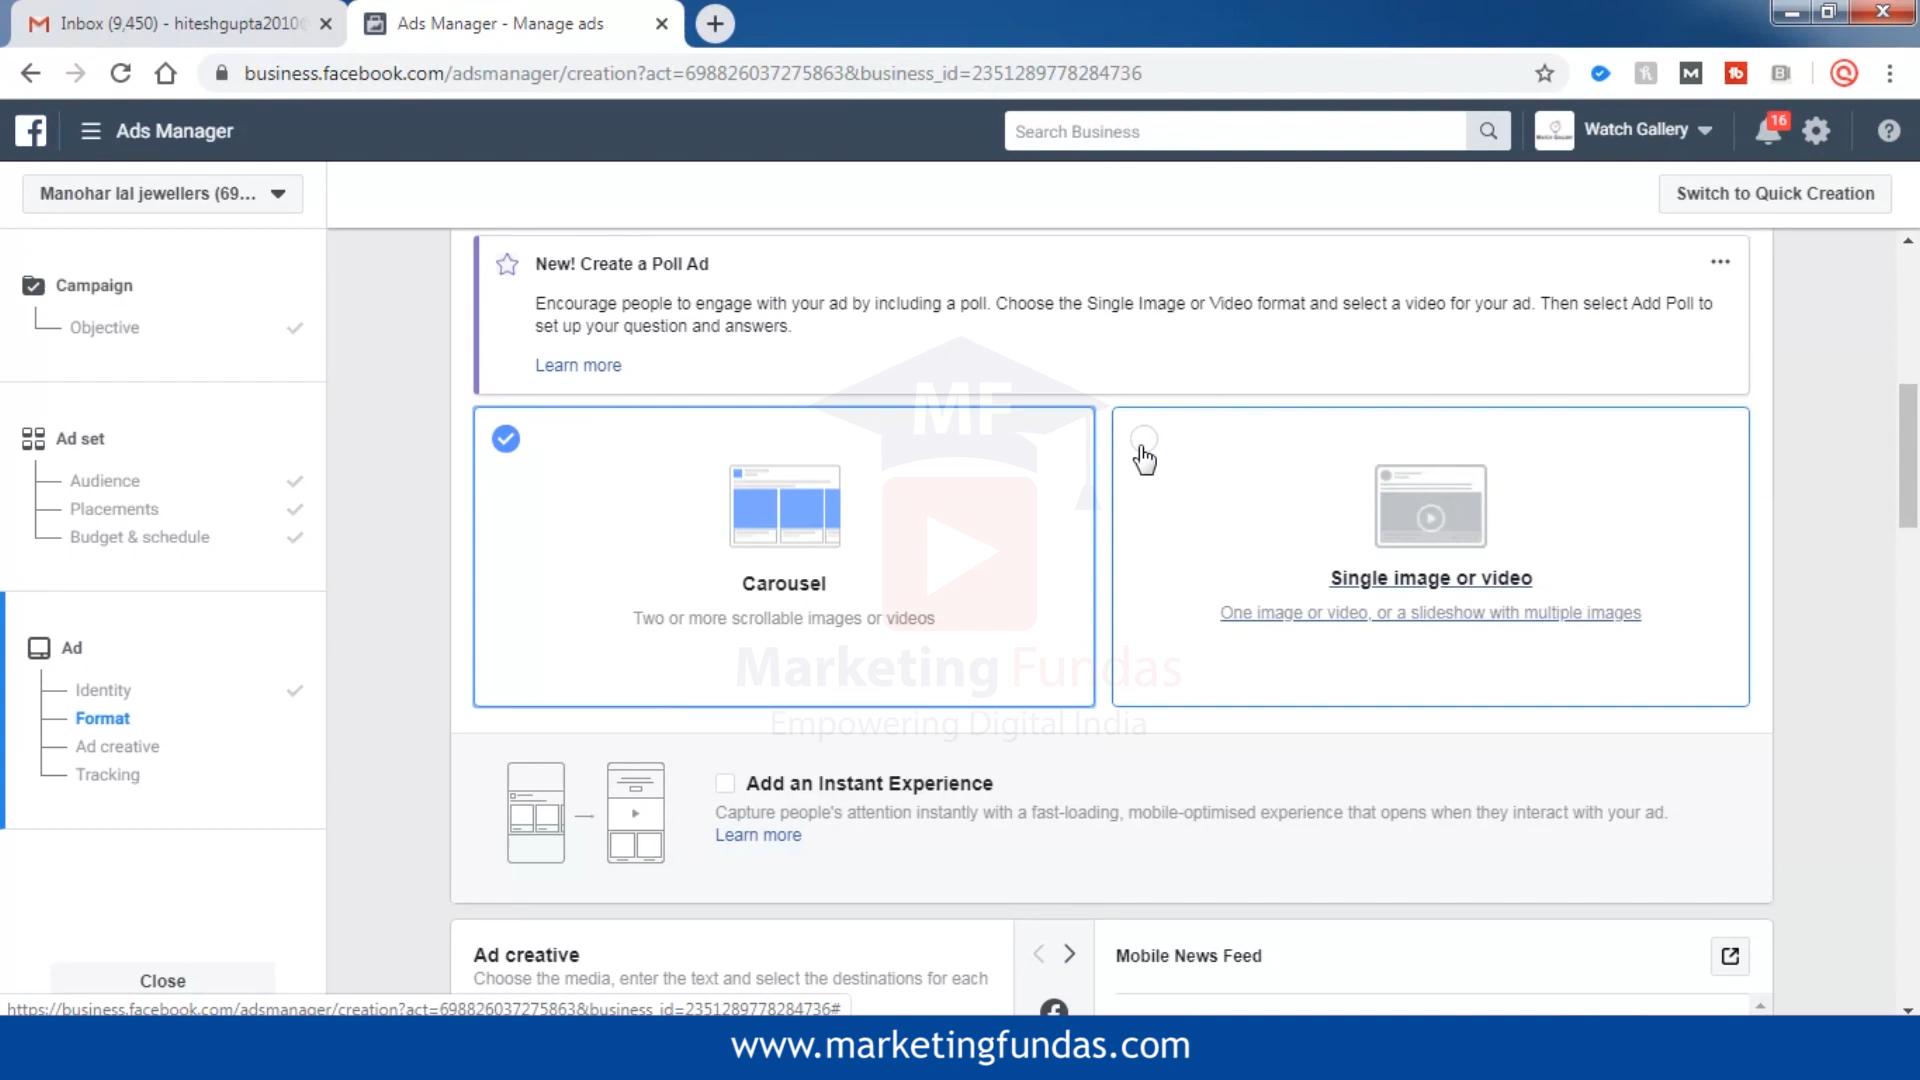 Inbox (9,450) - hiteshgupta2010
Ads Manager - Manage ads
business.facebook.com/adsmanager/creation?act=698826037275863&business_id=2351289778284736
Ads Manager
Search Business
Watch Gallery
16
Manohar lal jewellers (69...
Switch to Quick Creation
Campaign
Objective
Ad set
Audience
Placements
Budget & schedule
Ad
Identity
Format
Ad creative
Tracking
Close
New! Create a Poll Ad
Encourage people to engage with your ad by including a poll. Choose the Single Image or Video format and select a video for your ad. Then select Add Poll to
set up your question and answers.
Learn more
MF
Carousel
Two or more scrollable images or videos
Single image or video
One image or video, or a slideshow with multiple images
Marketing Fundas
Empowering Digital India
Add an Instant Experience
Capture people's attention instantly with a fast-loading, mobile-optimised experience that opens when they interact with your ad.
Learn more
Ad creative
Choose the media, enter the text and select the destinations for each
Mobile News Feed
https://business.facebook.com/adsmanager/creation?act=698826037275863&business_id=2351289778284736#
www.marketingfundas.com